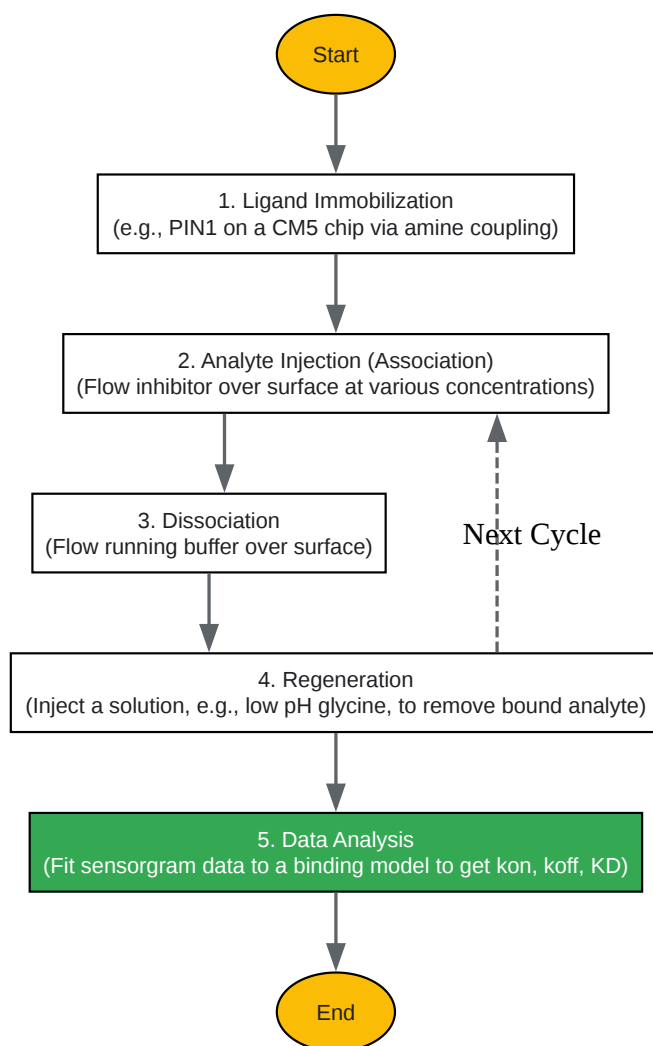 Start
1. Ligand Immobilization
(e.g., PIN1 on a CM5 chip via amine coupling)
2. Analyte Injection (Association)
(Flow inhibitor over surface at various concentrations)
3. Dissociation
(Flow running buffer over surface)
Next Cycle
4. Regeneration
(Inject a solution, e.g., low pH glycine, to remove bound analyte)
5. Data Analysis
(Fit sensorgram data to a binding model to get kon, koff, KD)
End